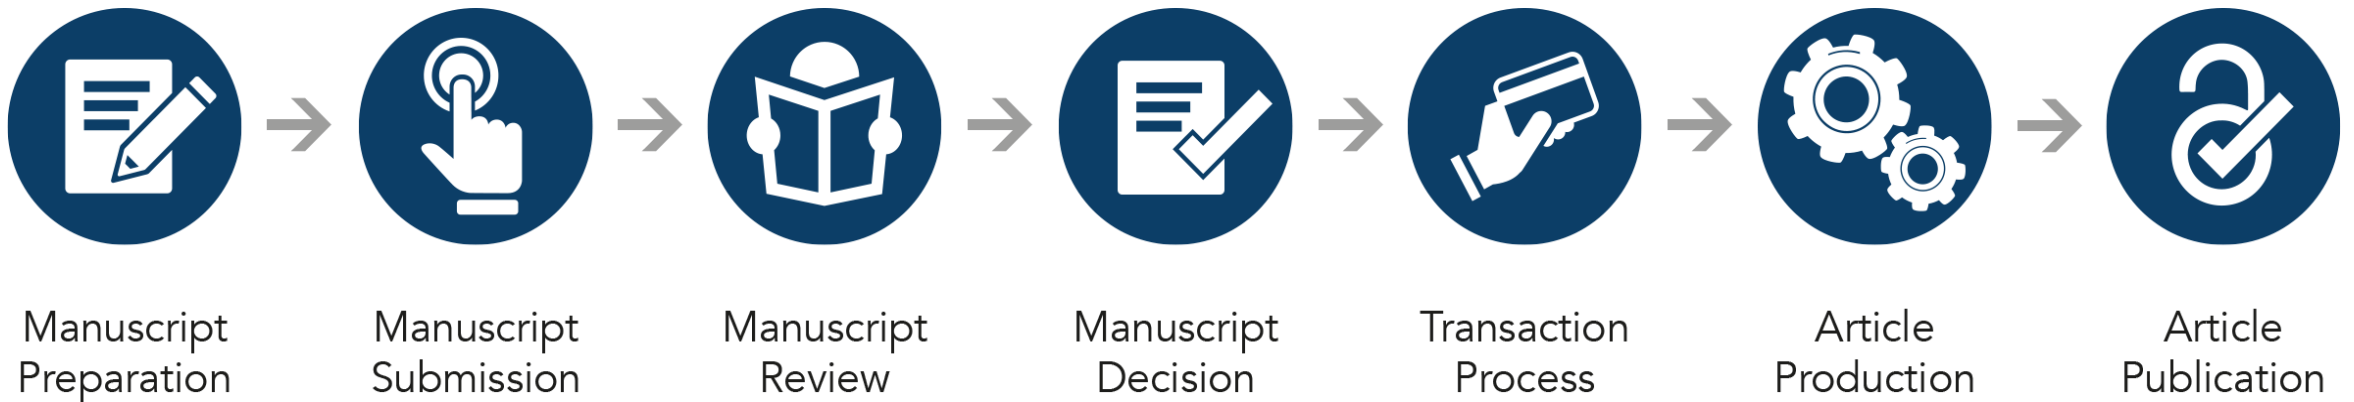 Manuscript
Preparation
Manuscript
Submission
Manuscript
Review
Manuscript
Decision
Transaction
Process
Article
Production
Article
Publication